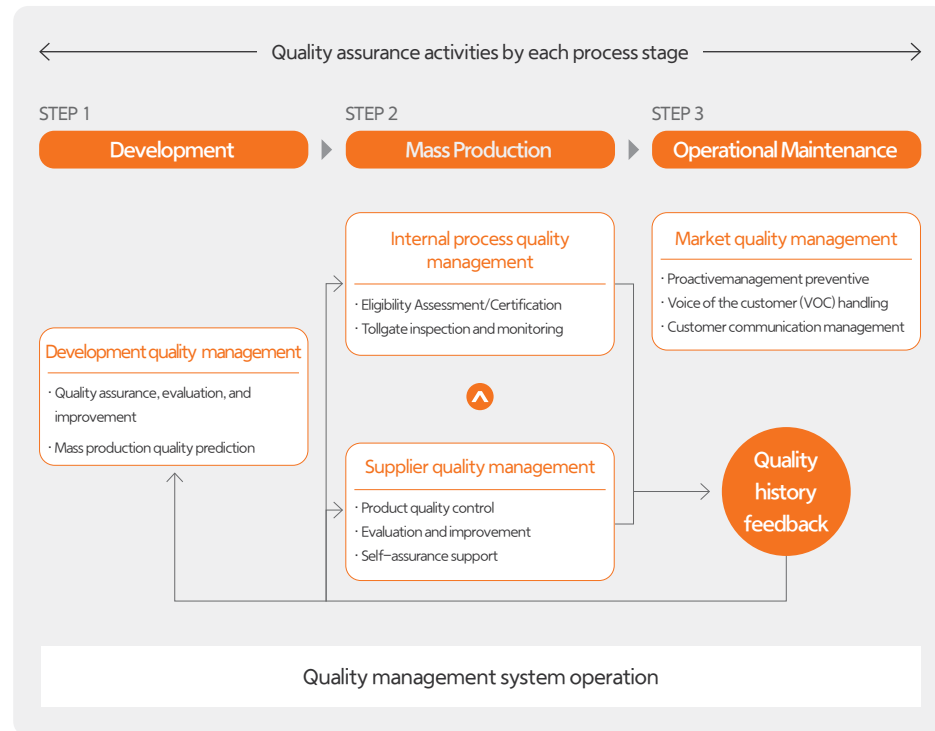 Quality assurance activities by each process stage
STEP 1
Development
STEP 2
Mass Production
STEP 3
Operational Maintenance
Development quality management
· Quality assurance, evaluation, and
improvement
· Mass production quality prediction
Internal process quality
management
· Eligibility Assessment/Certification
· Tollgate inspection and monitoring
Supplier quality management
· Product quality control
· Evaluation and improvement
· Self-assurance support
Market quality management
· Proactivemanagement preventive
· Voice of the customer (VOC) handling
· Customer communication management
Quality
history
feedback
Quality management system operation